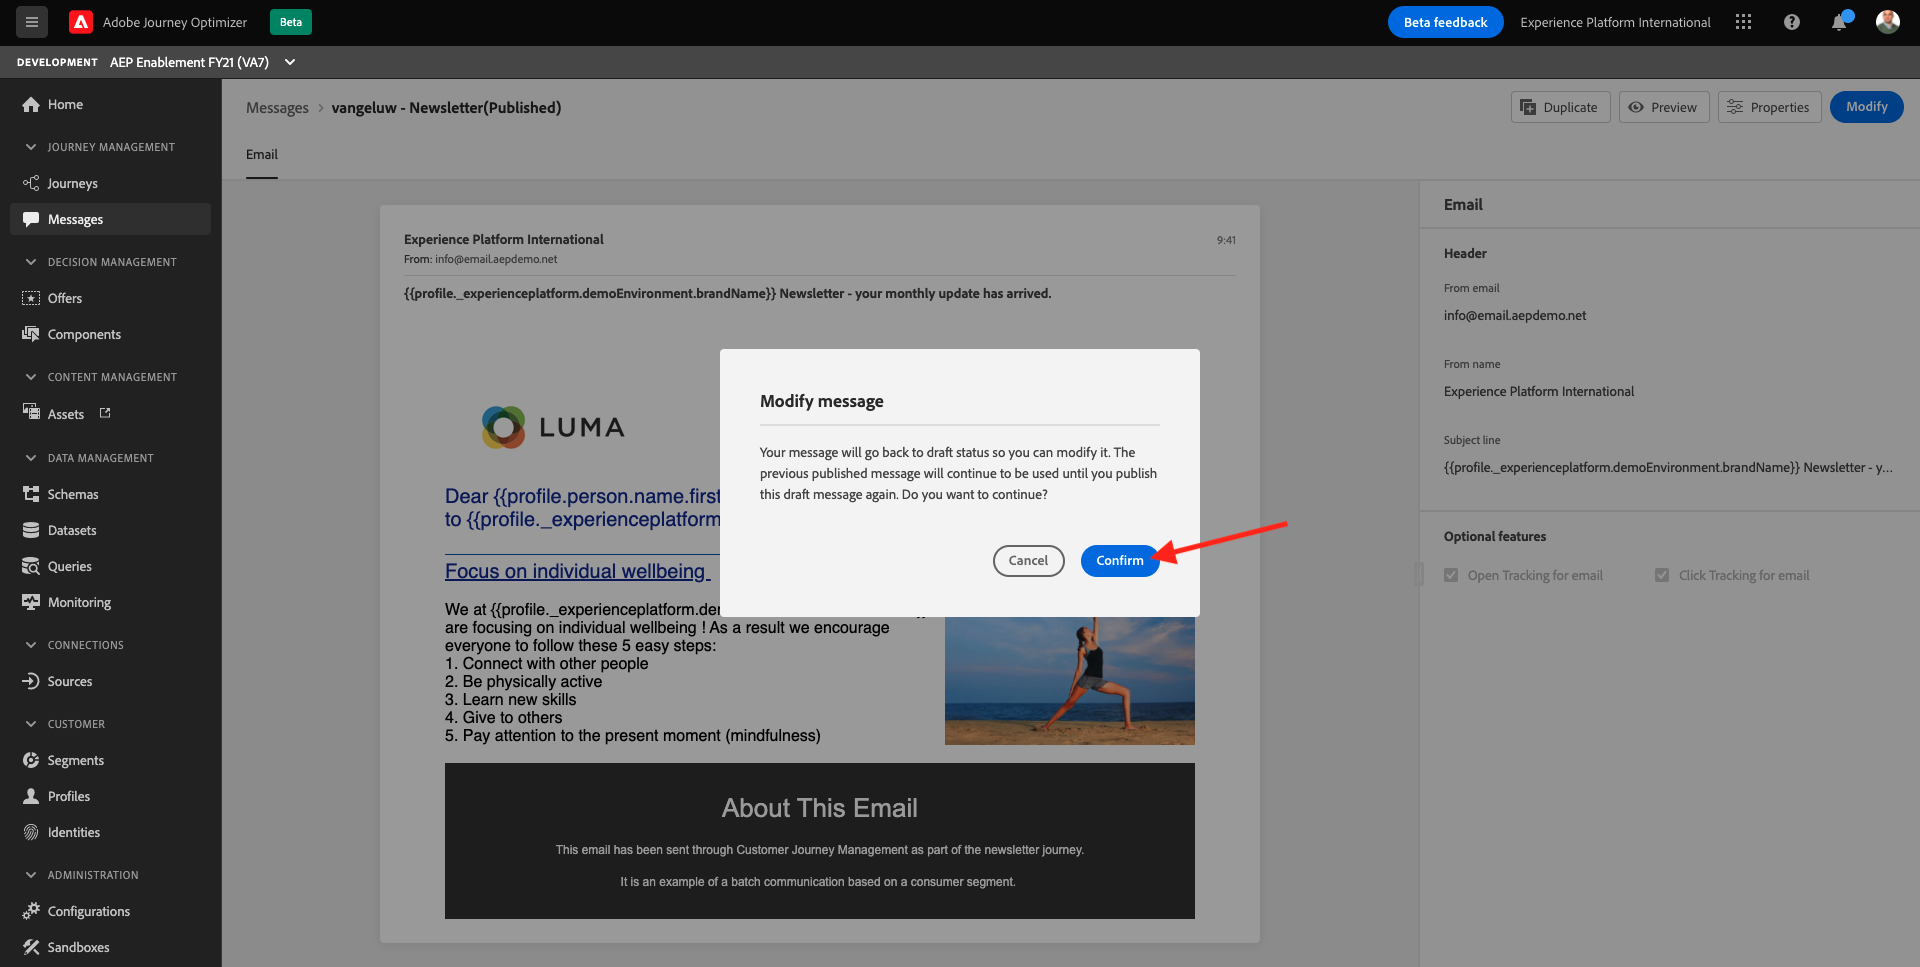 Adobe Journey Optimizer
Beta
Beta feedback
Experience Platform International
DEVELOPMENT AEP Enablement FY21 (VA7)
Home
JOURNEY MANAGEMENT
Journeys
Messages
DECISION MANAGEMENT
Offers
Components
CONTENT MANAGEMENT
Assets
DATA MANAGEMENT
Schemas
Datasets
Queries
Monitoring
CONNECTIONS
Sources
CUSTOMER
Segments
Profiles
Identities
ADMINISTRATION
Configurations
Sandboxes
Messages > vangeluw - Newsletter(Published)
Duplicate
Preview
Properties
Modify
Email
Experience Platform International
9:41
From: info@email.aepdemo.net
{{profile._experienceplatform.demoEnvironment.brandName}} Newsletter - your monthly update has arrived.
LUMA
Dear {{profile.person.name.first
to {{profile._experienceplatform
Focus on individual wellbeing
We at {{profile._experienceplatform.der
are focusing on individual wellbeing ! As a result we encourage
everyone to follow these 5 easy steps:
1. Connect with other people
2. Be physically active
3. Learn new skills
4. Give to others
5. Pay attention to the present moment (mindfulness)
About This Email
This email has been sent through Customer Journey Management as part of the newsletter journey.
It is an example of a batch communication based on a consumer segment.
Modify message
Your message will go back to draft status so you can modify it. The
previous published message will continue to be used until you publish
this draft message again. Do you want to continue?
Cancel
Confirm
Email
Header
From email
info@email.aepdemo.net
From name
Experience Platform International
Subject line
{{profile._experienceplatform.demoEnvironment.brandName}} Newsletter - y...
Optional features
Open Tracking for email
Click Tracking for email